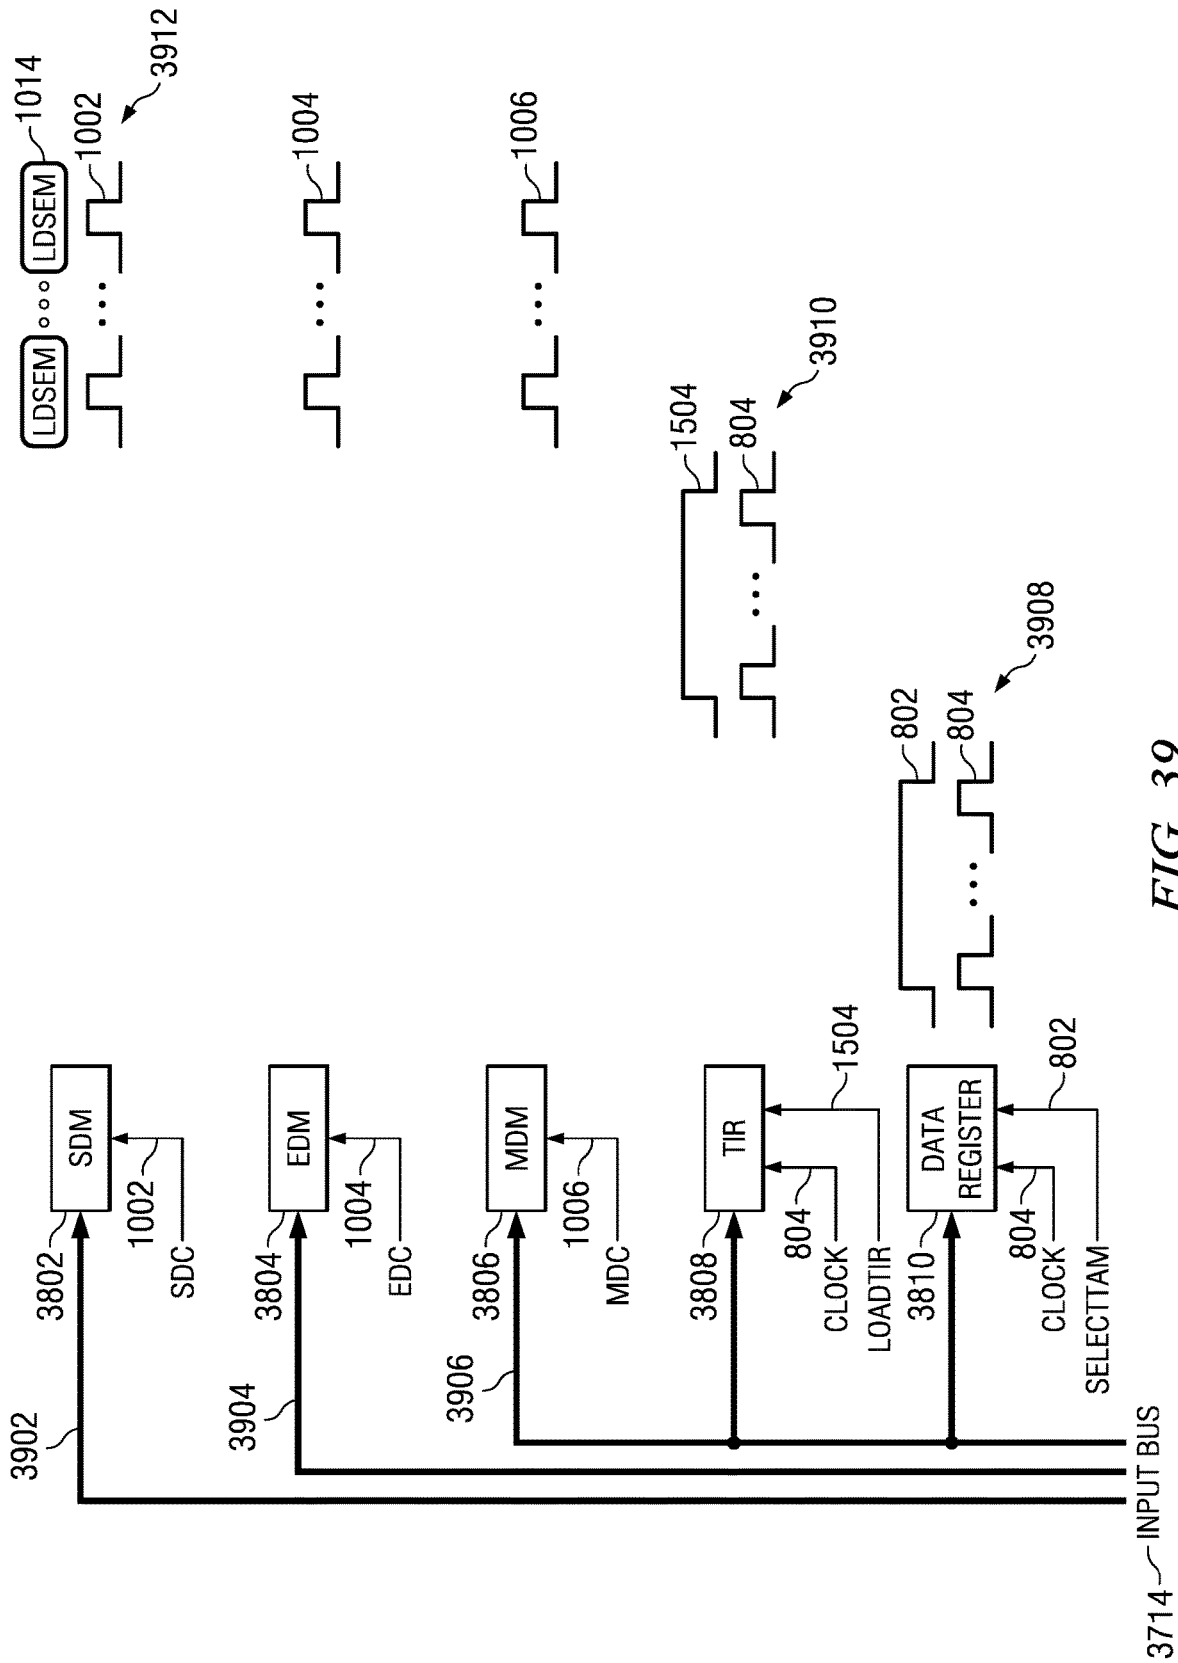 LDSEM
LDSEM
1014
1002
3912
1004
1006
1504
804
3910
802
804
3908
3902
3802
SDM
1002
SDC
3904
3804
EDM
1004
EDC
3906
3806
MDM
1006
MDC
3808
TIR
804
1504
CLOCK
LOADTIR
3810
DATA
REGISTER
804
802
CLOCK
SELECTTAM
3714
INPUT BUS
FIG. 39